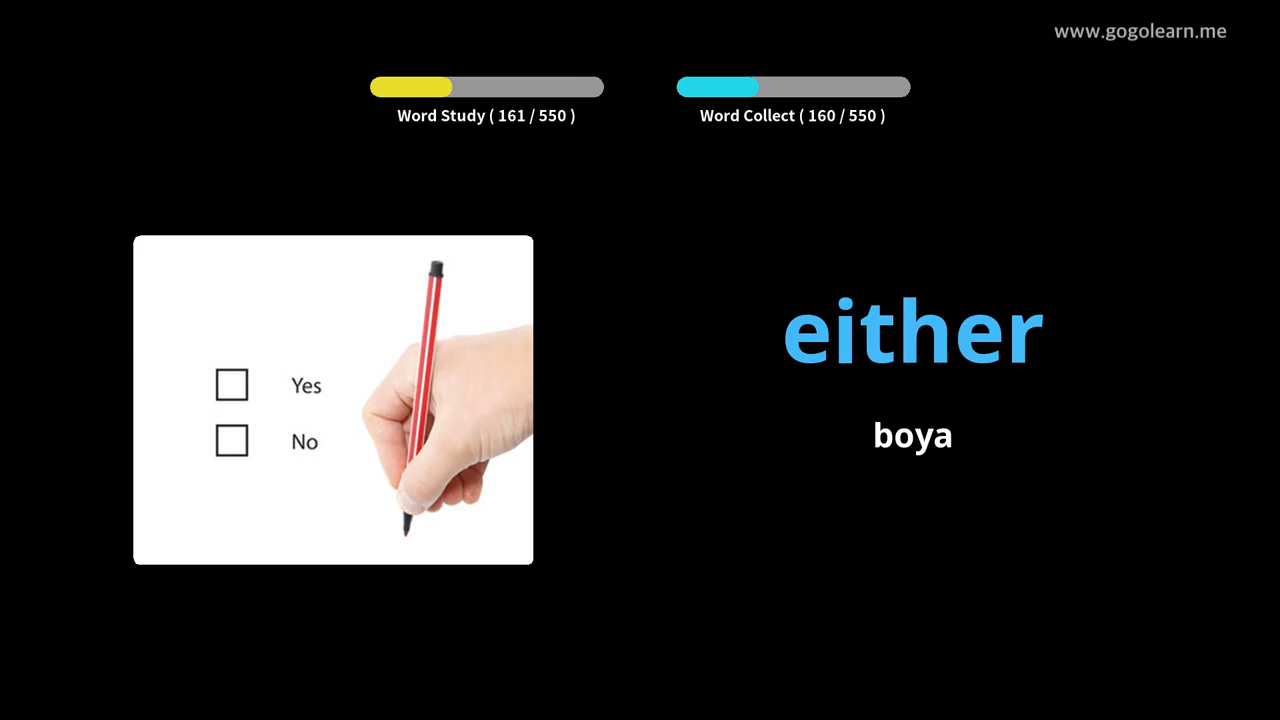 www.gogolearn.me
Word Study ( 161 / 550 )
Word Collect ( 160 / 550 )
Yes
No
either
boya